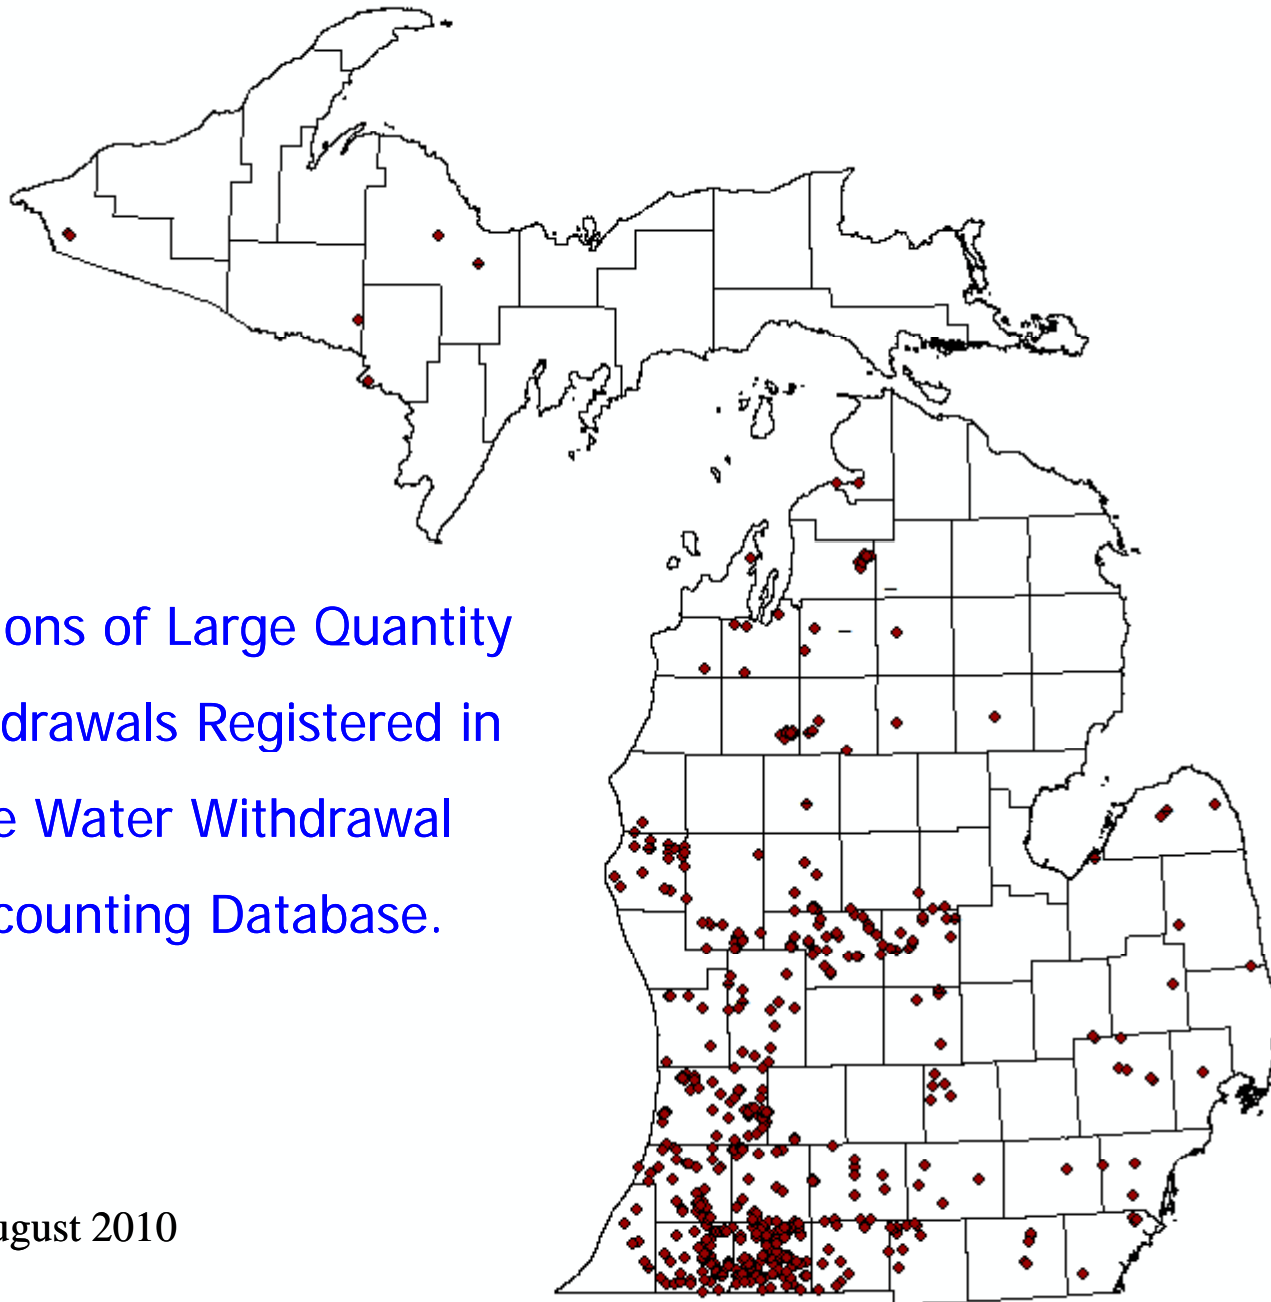 ons of Large Quantity
drawals Registered in
e Water Withdrawal
counting Database.
ugust 2010